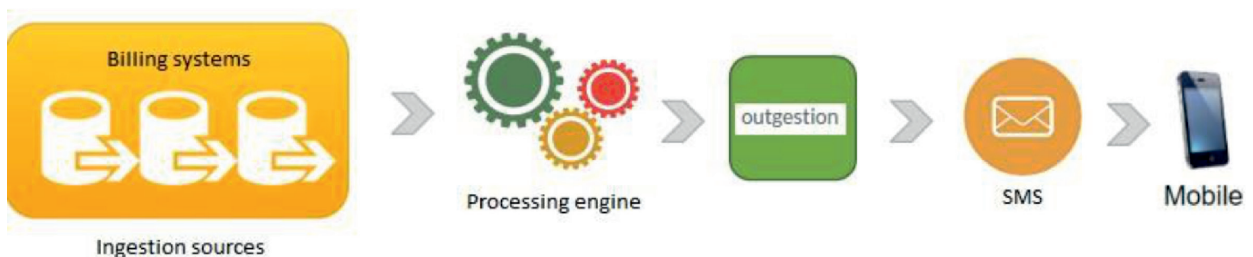 Billing systems
Ingestion sources
Processing engine
outgestion
SMS
Mobile